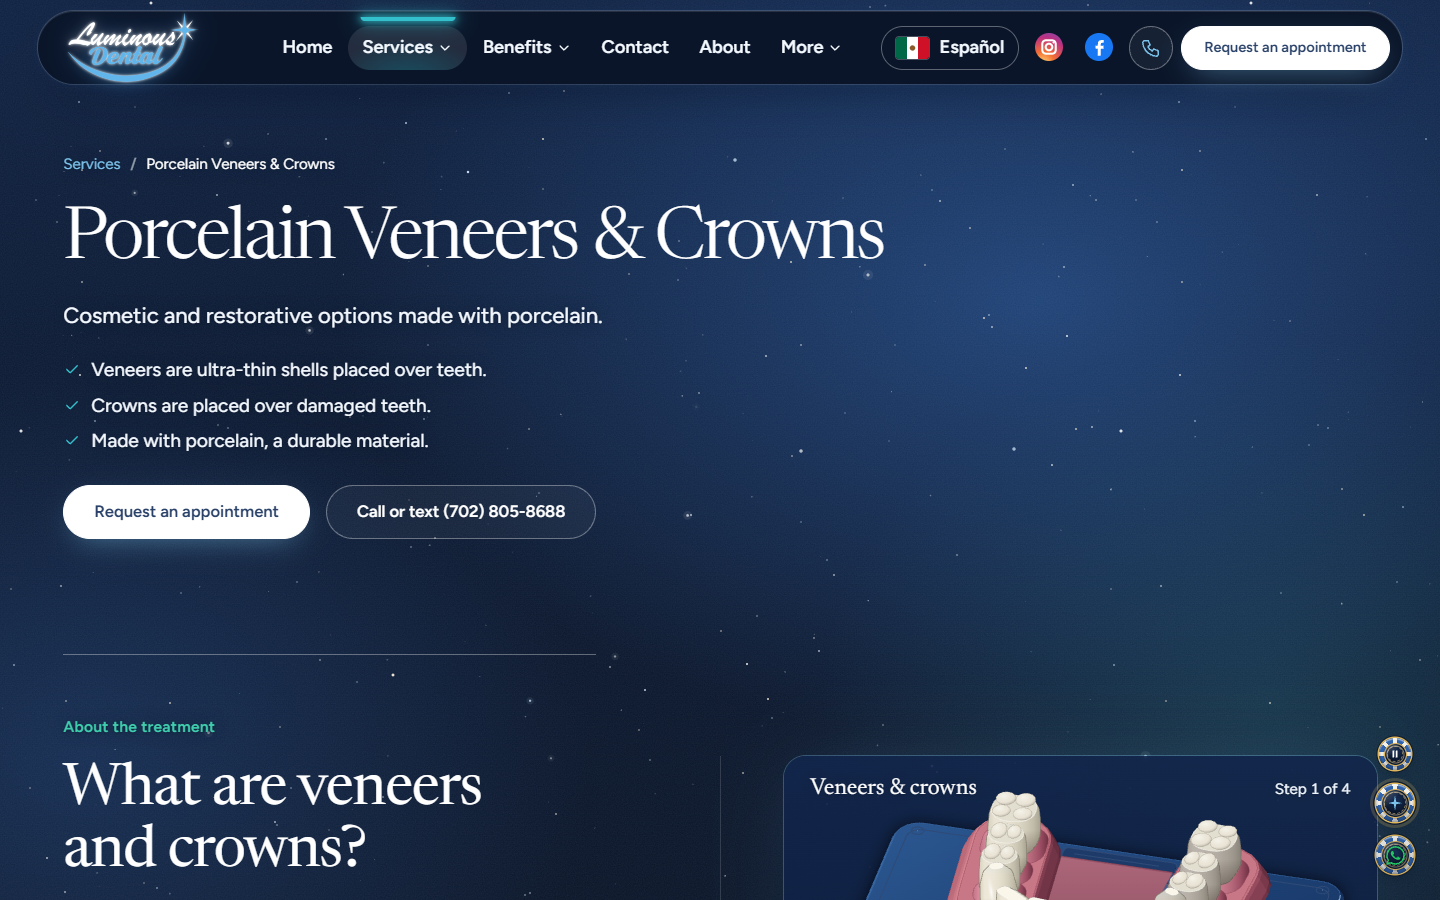 Luminous
Dental
Home
Services
Benefits
Contact
About
More
Español
Request an appointment
Services / Porcelain Veneers & Crowns
Porcelain Veneers & Crowns
Cosmetic and restorative options made with porcelain.
Veneers are ultra-thin shells placed over teeth.
Crowns are placed over damaged teeth.
Made with porcelain, a durable material.
Request an appointment
Call or text (702) 805-8688
About the treatment
What are veneers
and crowns?
Veneers & crowns
Step 1 of 4